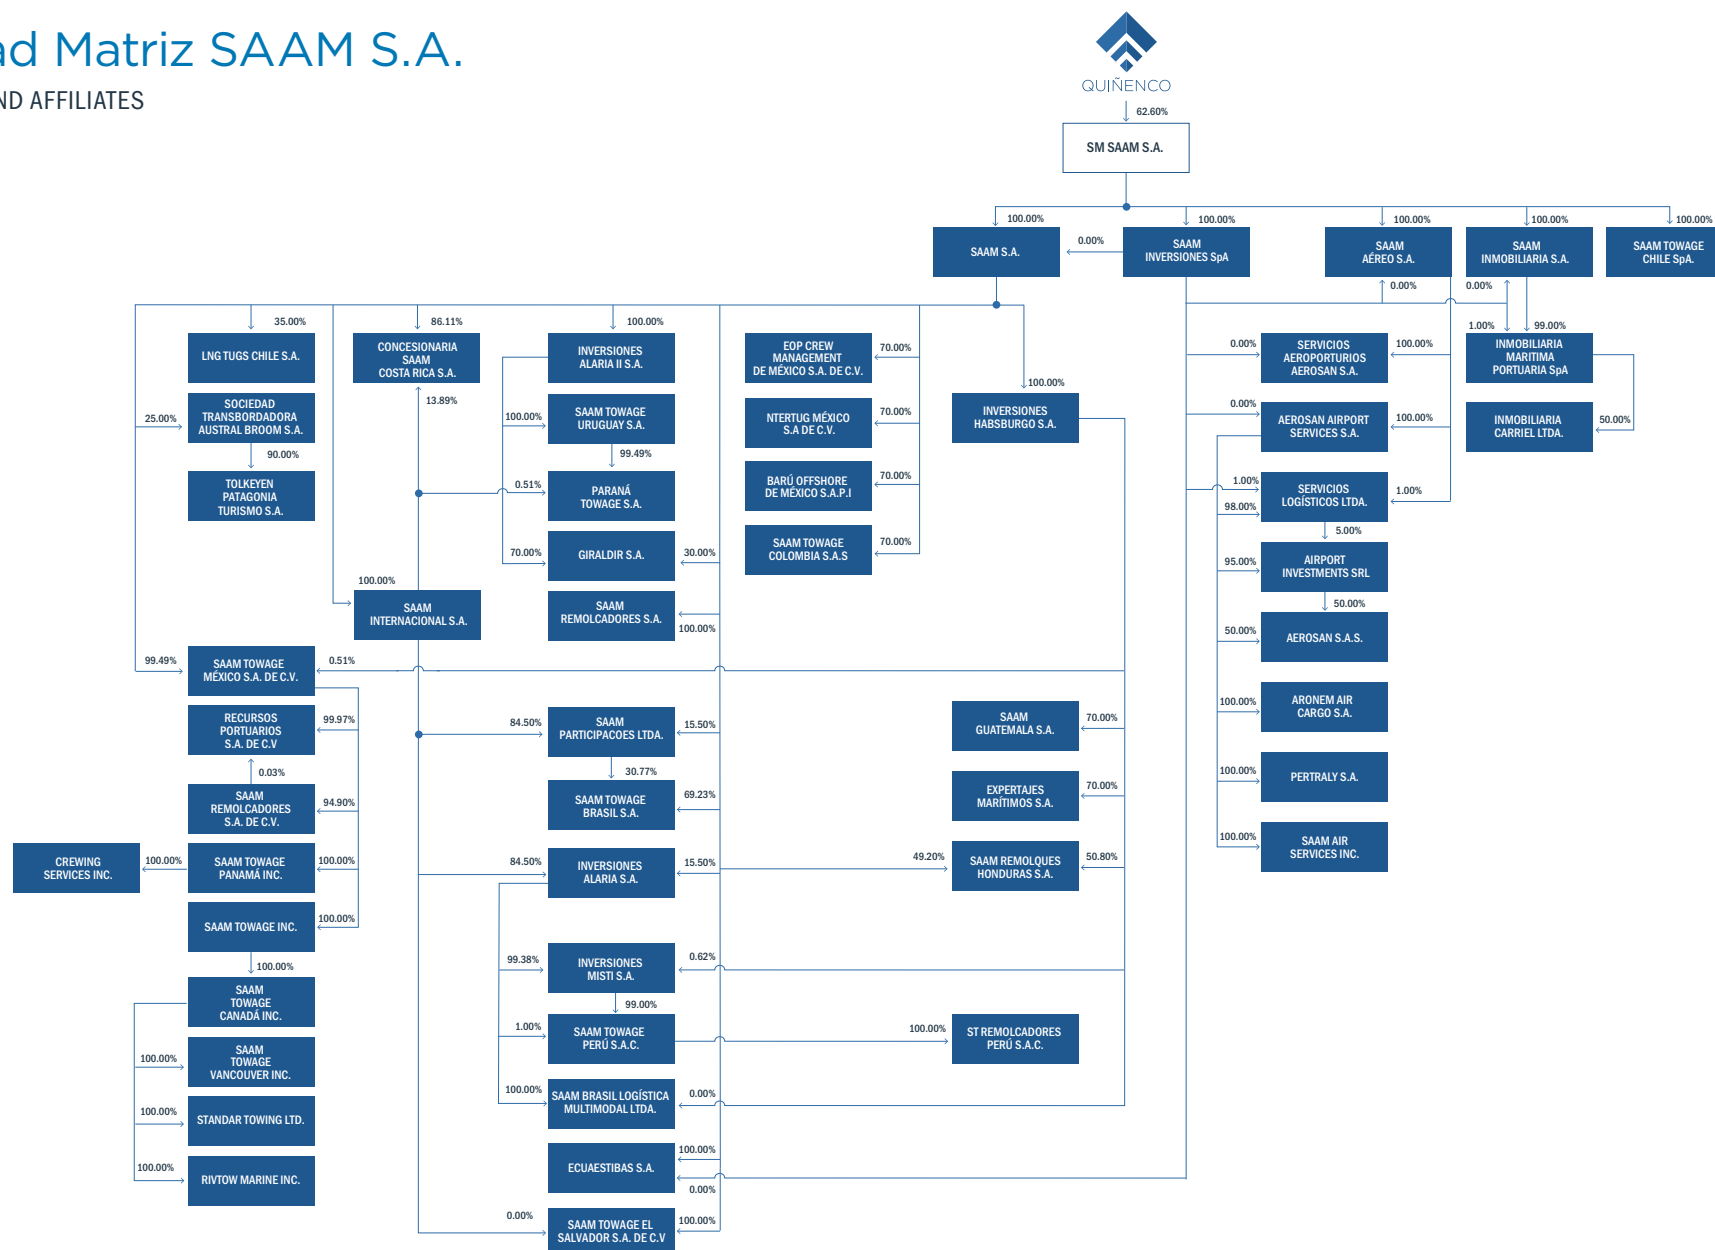 ad Matriz SAAM S.A.
ND AFFILIATES
QUIÑENCO
62.60%
SM SAAM S.A.
100.00%
100.00%
100.00%
100.00%
100.00%
SAAM S.A.
0.00%
SAAM
INVERSIONES SpA
SAAM
AÉREO S.A.
SAAM
INMOBILIARIA S.A.
SAAM TOWAGE
CHILE SpA.
0.00%
0.00%
35.00%
86.11%
100.00%
1.00%
99.00%
LNG TUGS CHILE S.A.
CONCESIONARIA
SAAM
COSTA RICA S.A.
INVERSIONES
ALARIA II S.A.
EOP CREW
MANAGEMENT
DE MÉXICO S.A. DE C.V.
70.00%
0.00%
SERVICIOS
AEROPORTURIOS
AEROSAN S.A.
100.00%
INMOBILIARIA
MARITIMA
PORTUARIA SpA
100.00%
13.89%
25.00%
SOCIEDAD
TRANSBORDADORA
AUSTRAL BROOM S.A.
100.00%
SAAM TOWAGE
URUGUAY S.A.
NTERTUG MÉXICO
S.A DE C.V.
70.00%
INVERSIONES
HABSBURGO S.A.
0.00%
AEROSAN AIRPORT
SERVICES S.A.
100.00%
INMOBILIARIA
CARRIEL LTDA.
50.00%
90.00%
99.49%
TOLKEYEN
PATAGONIA
TURISMO S.A.
0.51%
PARANÁ
TOWAGE S.A.
BARÚ OFFSHORE
DE MÉXICO S.A.P.I
70.00%
1.00%
98.00%
SERVICIOS
LOGÍSTICOS LTDA.
1.00%
5.00%
70.00%
GIRALDIR S.A.
30.00%
SAAM TOWAGE
COLOMBIA S.A.S
70.00%
95.00%
AIRPORT
INVESTMENTS SRL
100.00%
SAAM
INTERNACIONAL S.A.
SAAM
REMOLCADORES S.A.
100.00%
50.00%
50.00%
AEROSAN S.A.S.
99.49%
SAAM TOWAGE
MÉXICO S.A. DE C.V.
0.51%
RECURSOS
PORTUARIOS
S.A. DE C.V
99.97%
84.50%
SAAM
PARTICIPACOES LTDA.
15.50%
SAAM
GUATEMALA S.A.
70.00%
100.00%
ARONEM AIR
CARGO S.A.
0.03%
30.77%
SAAM
REMOLCADORES
S.A. DE C.V.
94.90%
SAAM TOWAGE
BRASIL S.A.
69.23%
EXPERTAJES
MARÍTIMOS S.A.
70.00%
100.00%
PERTRALY S.A.
CREWING
SERVICES INC.
100.00%
SAAM TOWAGE
PANAMÁ INC.
100.00%
84.50%
INVERSIONES
ALARIA S.A.
15.50%
49.20%
SAAM REMOLQUES
HONDURAS S.A.
50.80%
100.00%
SAAM AIR
SERVICES INC.
SAAM TOWAGE INC.
100.00%
100.00%
99.38%
INVERSIONES
MISTI S.A.
0.62%
SAAM
TOWAGE
CANADÁ INC.
99.00%
1.00%
SAAM TOWAGE
PERÚ S.A.C.
100.00%
ST REMOLCADORES
PERÚ S.A.C.
100.00%
SAAM
TOWAGE
VANCOUVER INC.
100.00%
SAAM BRASIL LOGÍSTICA
MULTIMODAL LTDA.
0.00%
100.00%
STANDAR TOWING LTD.
100.00%
RIVTOW MARINE INC.
ECUAESTIBAS S.A.
100.00%
0.00%
0.00%
SAAM TOWAGE EL
SALVADOR S.A. DE C.V
100.00%